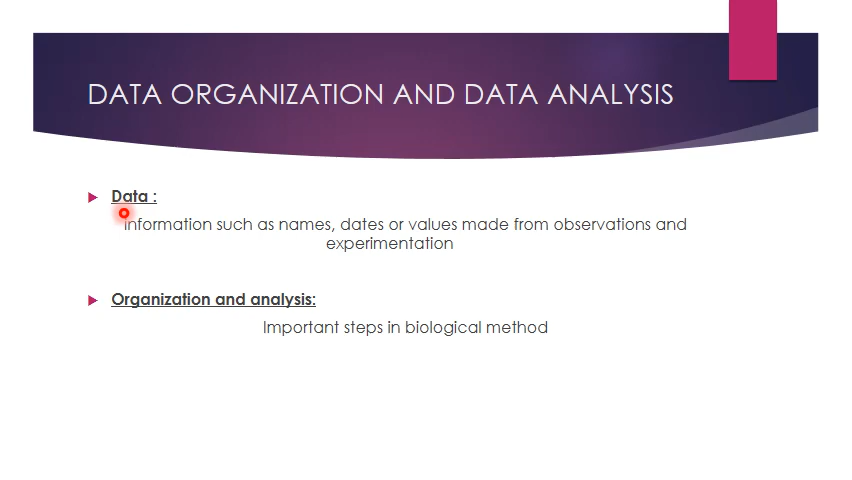 DATA ORGANIZATION AND DATA ANALYSIS
Data :
Information such as names, dates or values made from observations and
experimentation
Organization and analysis:
Important steps in biological method